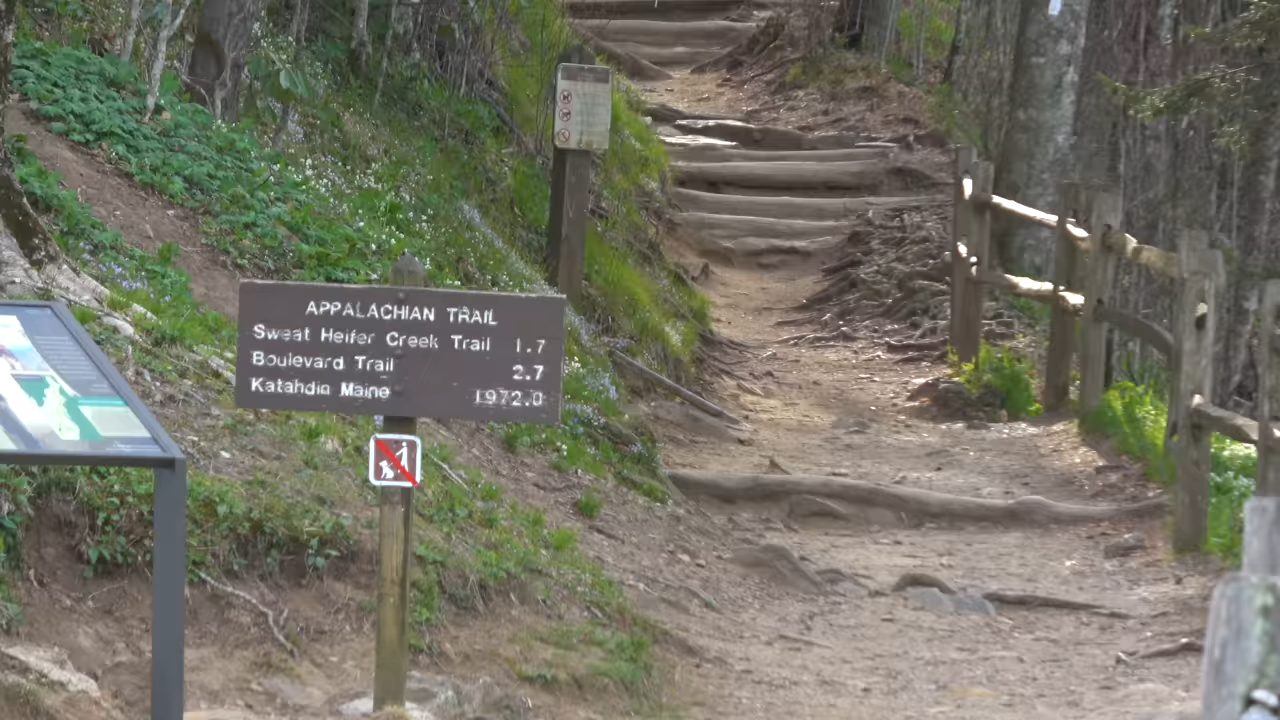 APPALACHIAN TRAIL
Sweat Heifer Creek Trail 1.7
Boulevard Trail 2.7
Katahdin Maine 1972.0